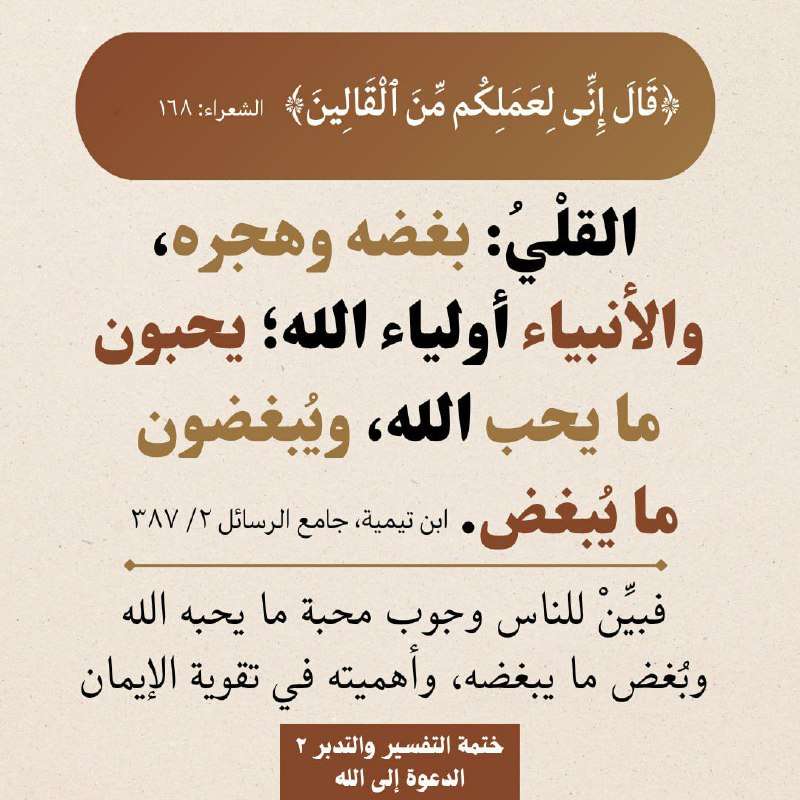 ﴿قَالَ إِنِّى لِعَمَلِكُم مِّنَ ٱلْقَالِينَ﴾ الشعراء: ١٦٨
القلْيُ: بغضه وهجره،
والأنبياء أولياء الله؛ يحبون
ما يحب الله، ويُبغضون
ما يُبغض. ابن تيمية، جامع الرسائل ٢/ ٣٨٧
فبيِّنْ للناس وجوب محبة ما يحبه الله
وبُغض ما يبغضه، وأهميته في تقوية الإيمان
ختمة التفسير والتدبر ٢
الدعوة إلى الله